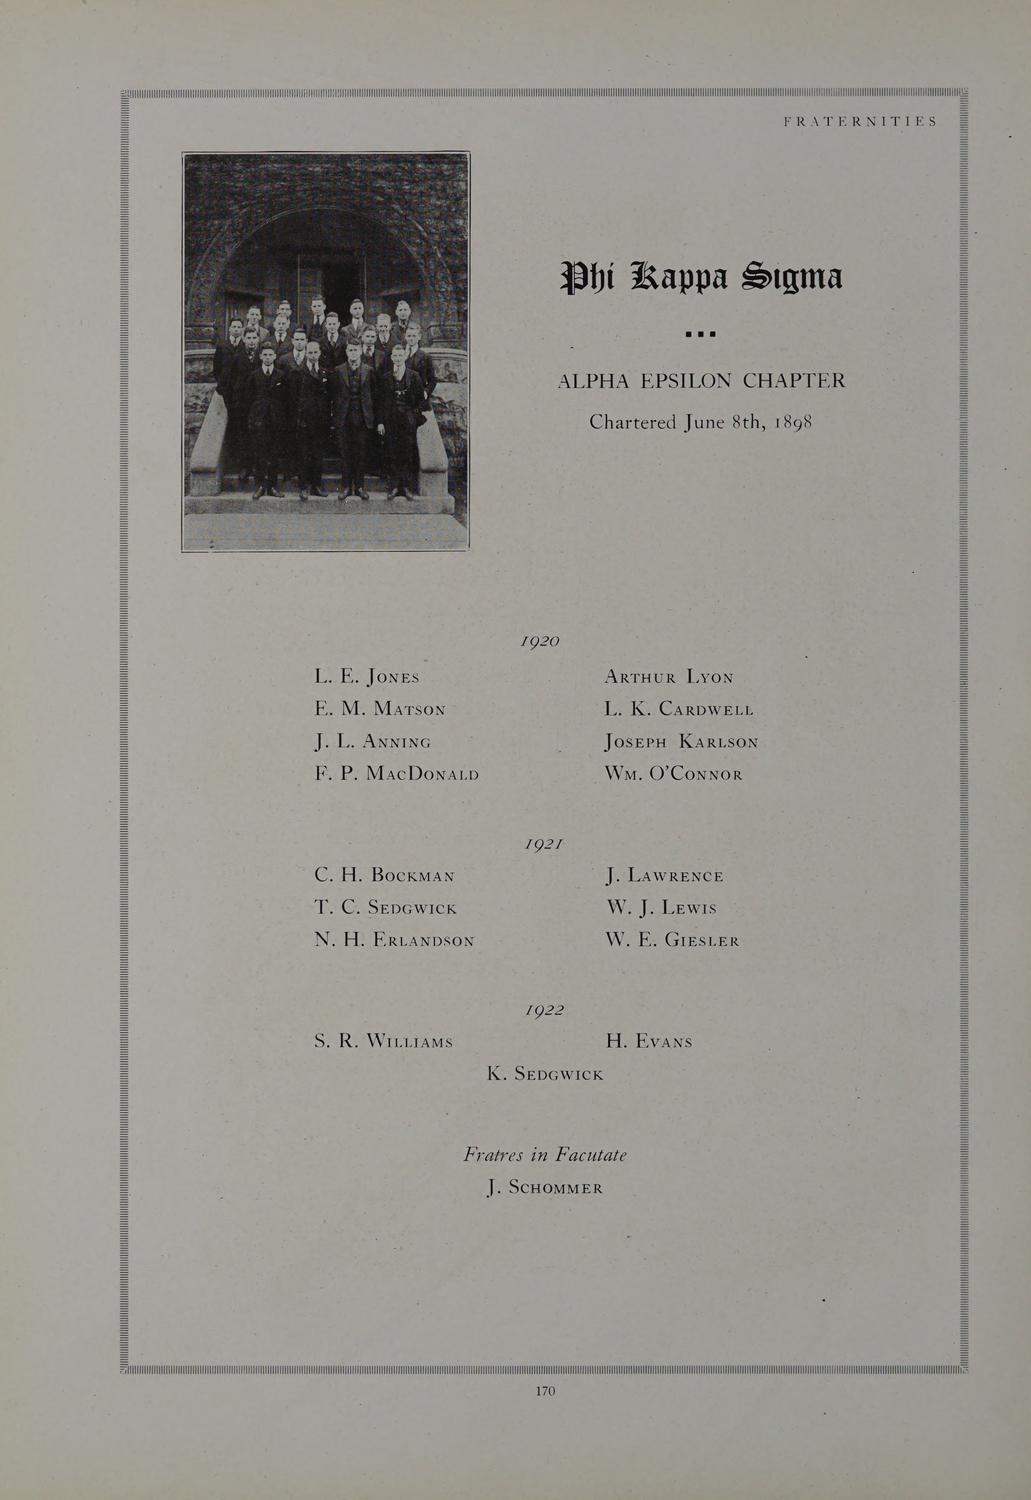 FRATERNITIES
Phi Kappa Sigma
ALPHA EPSILON CHAPTER
Chartered June 8th, 1898
1920
L. E. JONES
E. M. MATSON
J. L. ANNING
F. P. MACDONALD
ARTHUR LYON
L. K. CARDWELL
JOSEPH KARLSON
WM. O'CONNOR
1921
C. H. BOCKMAN
T. C. SEDGWICK
N. H. ERLANDSON
J. LAWRENCE
W. J. LEWIS
W. E. GIESLER
1922
S. R. WILLIAMS
H. EVANS
K. SEDGWICK
Fratres in Facutate
J. SCHOMMER
170